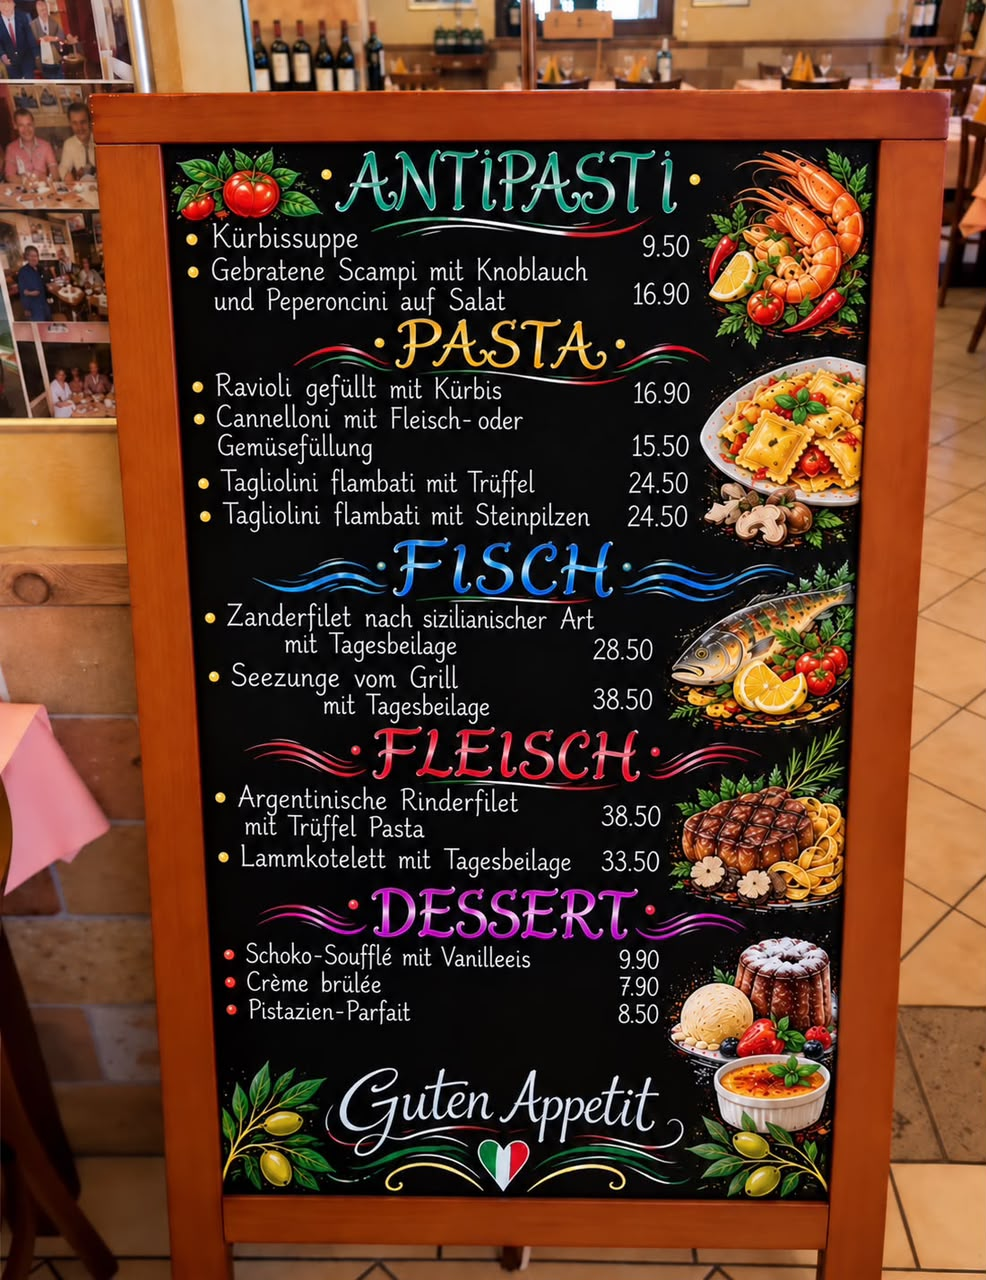 ANTIPASTI
Kürbissuppe 9.50
Gebratene Scampi mit Knoblauch
und Peperoncini auf Salat 16.90
PASTA
Ravioli gefüllt mit Kürbis 16.90
Cannelloni mit Fleisch- oder
Gemüsefüllung 15.50
Tagliolini flambati mit Trüffel 24.50
Tagliolini flambati mit Steinpilzen 24.50
FISCH
Zanderfilet nach sizilianischer Art
mit Tagesbeilage 28.50
Seezunge vom Grill
mit Tagesbeilage 38.50
FLEISCH
Argentinische Rinderfilet
mit Trüffel Pasta 38.50
Lammkotelett mit Tagesbeilage 33.50
DESSERT
Schoko-Soufflé mit Vanilleeis 9.90
Crème brûlée 7.90
Pistazien-Parfait 8.50
Guten Appetit